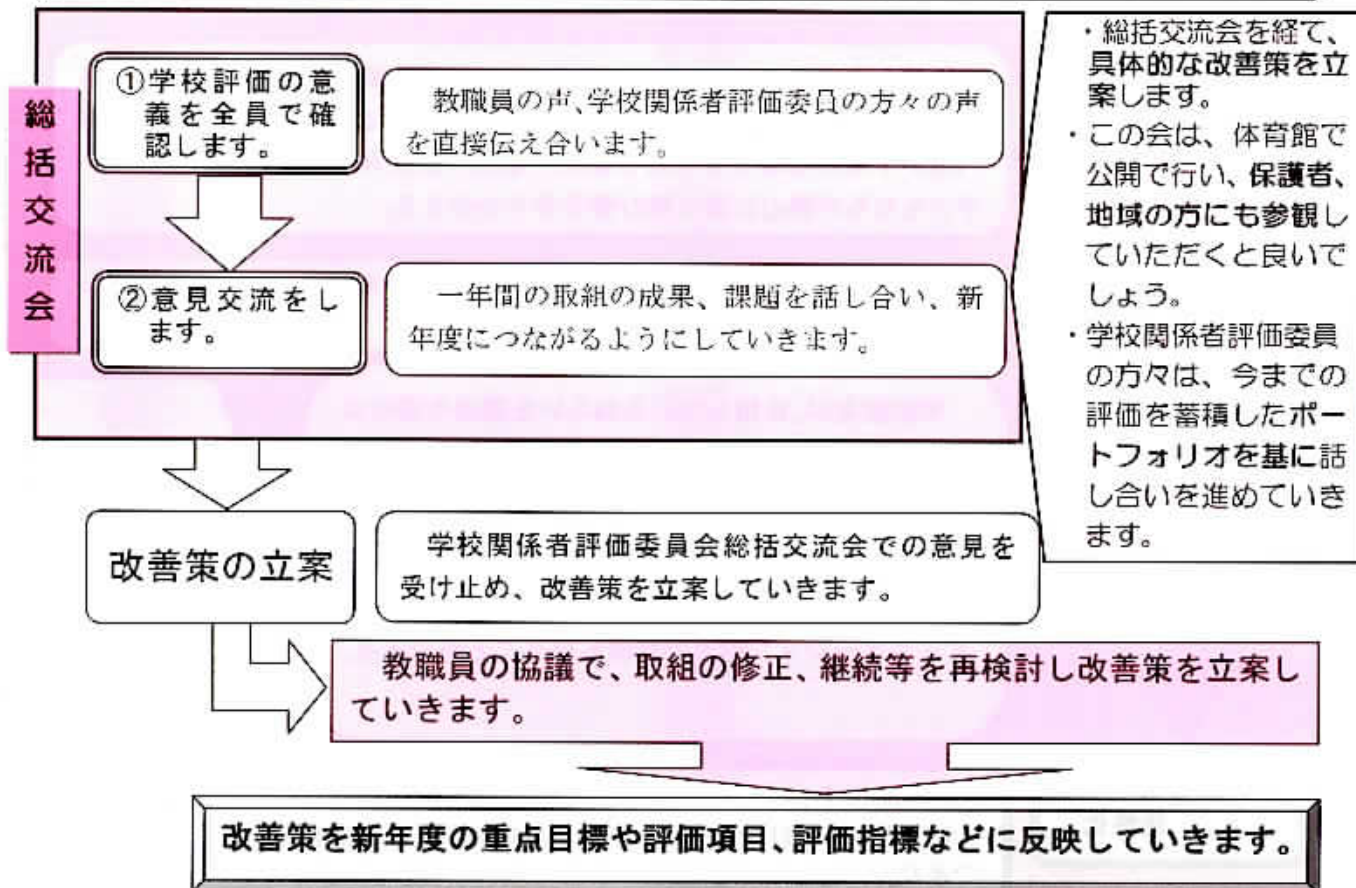 総括交流会
①学校評価の意
義を全員で確
認します。
教職員の声、学校関係者評価委員の方々の声
を直接伝え合います。
②意見交流をし
ます。
一年間の取組の成果、課題を話し合い、新
年度につながるようにしていきます。
・総括交流会を経て、
具体的な改善策を立
案します。
・この会は、体育館で
公開で行い、保護者、
地域の方にも参観し
ていただくと良いで
しょう。
・学校関係者評価委員
の方々は、今までの
評価を蓄積したポー
トフォリオを基に話
し合いを進めていき
ます。
改善策の立案
学校関係者評価委員会総括交流会での意見を
受け止め、改善策を立案していきます。
教職員の協議で、取組の修正、継続等を再検討し改善策を立案し
ていきます。
改善策を新年度の重点目標や評価項目、評価指標などに反映していきます。